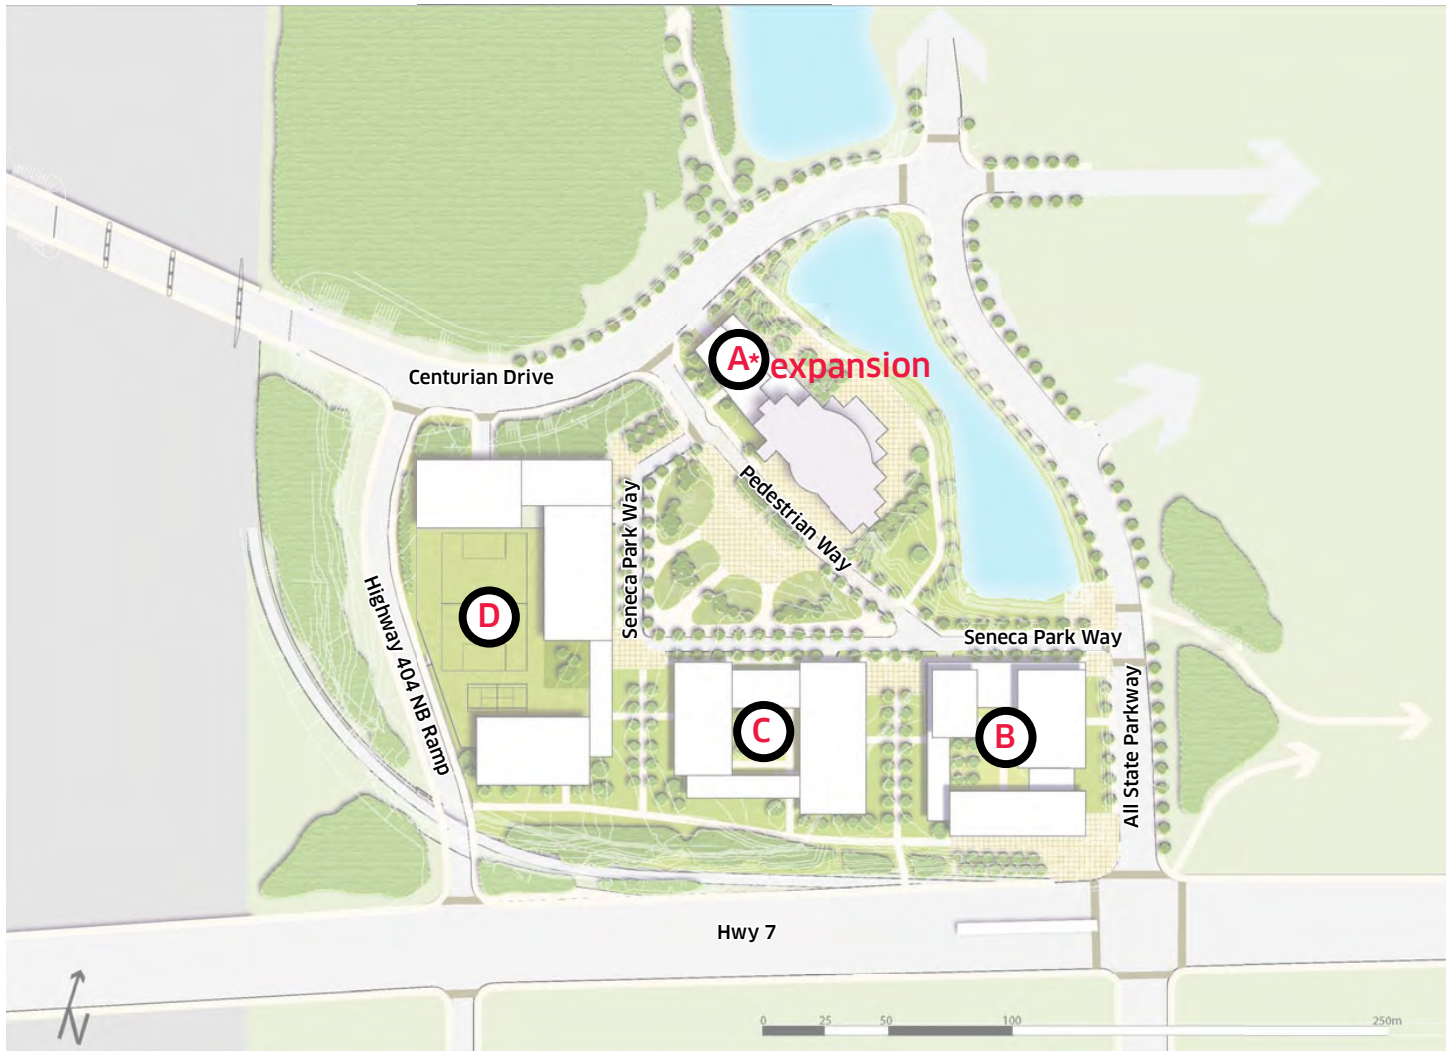 A* expansion
Centurian Drive
Pedestrian Way
Seneca Park Way
D
Highway 404 NB Ramp
Seneca Park Way
C
B
All State Parkway
Hwy 7
N
0 25 50 100 250m